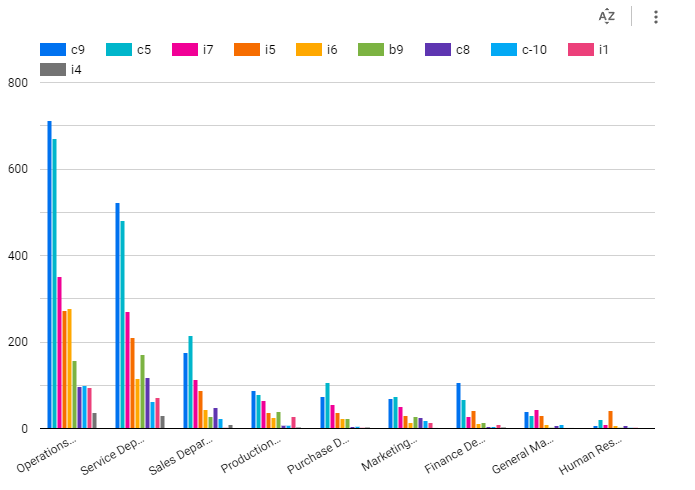 AZ
c9 c5 i7 i5 i6 b9 c8 c-10 i1
i4
800
600
400
200
0
Operations...
Service Dep...
Sales Depar...
Production...
Purchase D...
Marketing...
Finance De...
General Ma...
Human Res...